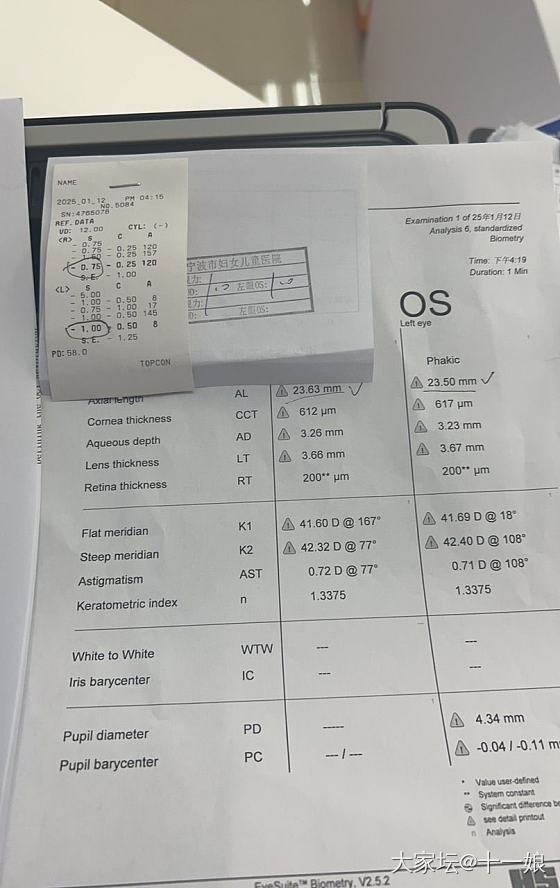 NAME
2025_01_12 PM 04:15
NO.5084
SN:4765078
REF.DATA
VD: 12.00 CYL: (-)
<R> S C A
- 0.75
- 0.75 - 0.25 120
- 0.25 157
- 0.75 - 0.25 120
S.E. - 1.00
<L> S C A
- 5.00
- 1.00 - 0.50 8
- 0.75 - 1.00 17
- 1.00 - 0.50 145
- 1.00 - 0.50 8
S.E. - 1.25
PD:58.0
TOPCON
宁波市妇女儿童医院
力: 1.0 左眼OS: 1.0
Examination 1 of 25年1月12日
Analysis 6, standardized
Biometry
Time: 下午4:19
Duration: 1 Min
OS
Left eye
Phakic
Axial length AL 23.63 mm 23.50 mm
Cornea thickness CCT 612 µm 617 µm
Aqueous depth AD 3.26 mm 3.23 mm
Lens thickness LT 3.66 mm 3.67 mm
Retina thickness RT 200** µm 200** µm
Flat meridian K1 41.60 D @ 167° 41.69 D @ 18°
Steep meridian K2 42.32 D @ 77° 42.40 D @ 108°
Astigmatism AST 0.72 D @ 77° 0.71 D @ 108°
Keratometric index n 1.3375 1.3375
White to White WTW --- ---
Iris barycenter IC --- ---
Pupil diameter PD ----- 4.34 mm
Pupil barycenter PC --- / --- -0.04 / -0.11 m
* Value user-defined
** System constant
Significant difference be
see detail printout
n Analysis
EyeSuite™ Biometry, V2.5.2
大家坛@十一娘